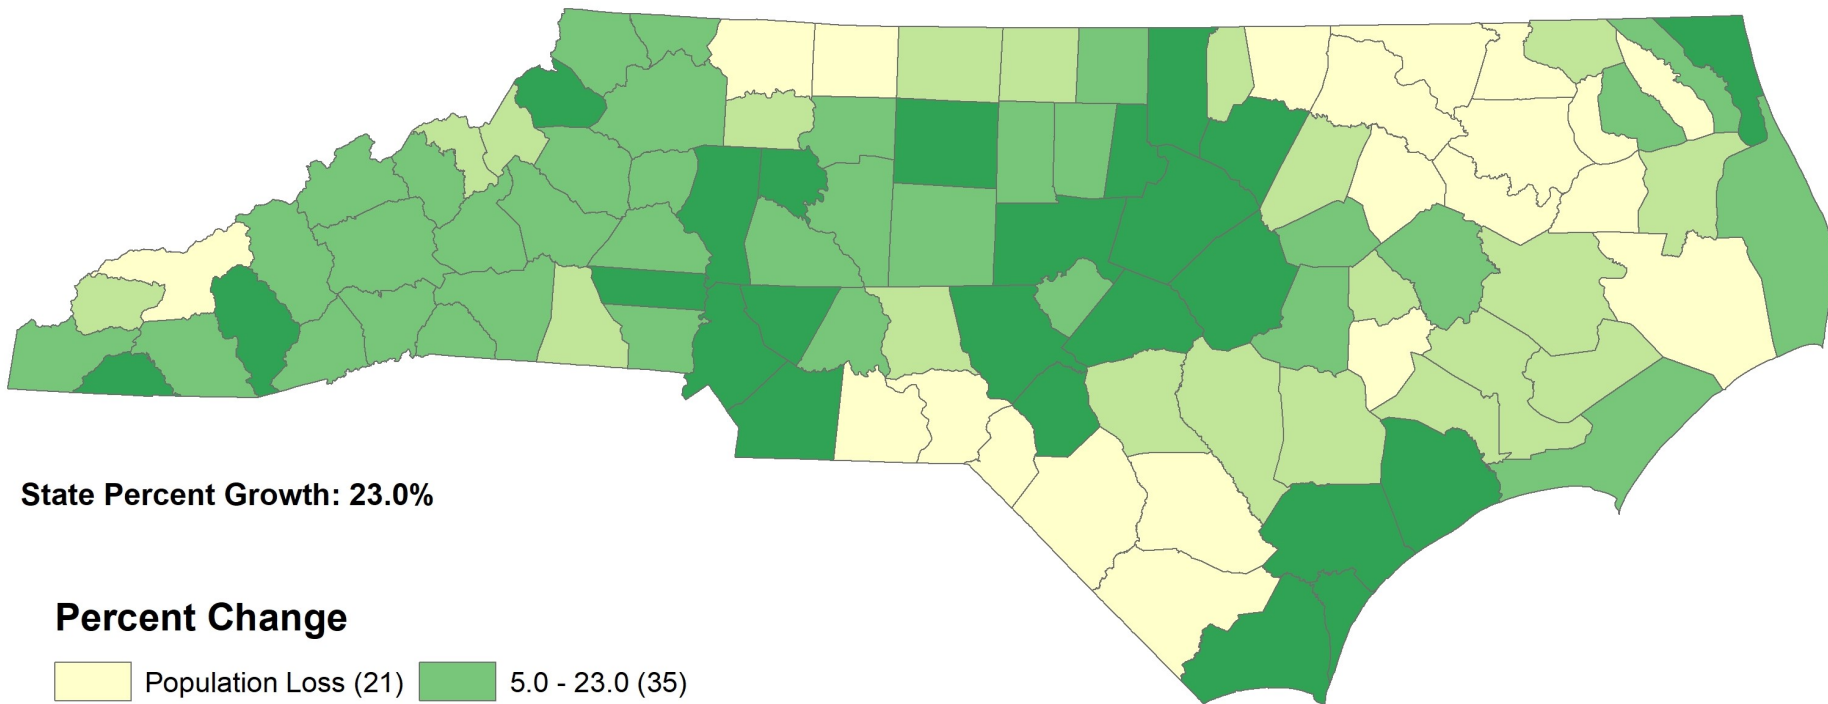 State Percent Growth: 23.0%
Percent Change
Population Loss (21) 5.0 - 23.0 (35)